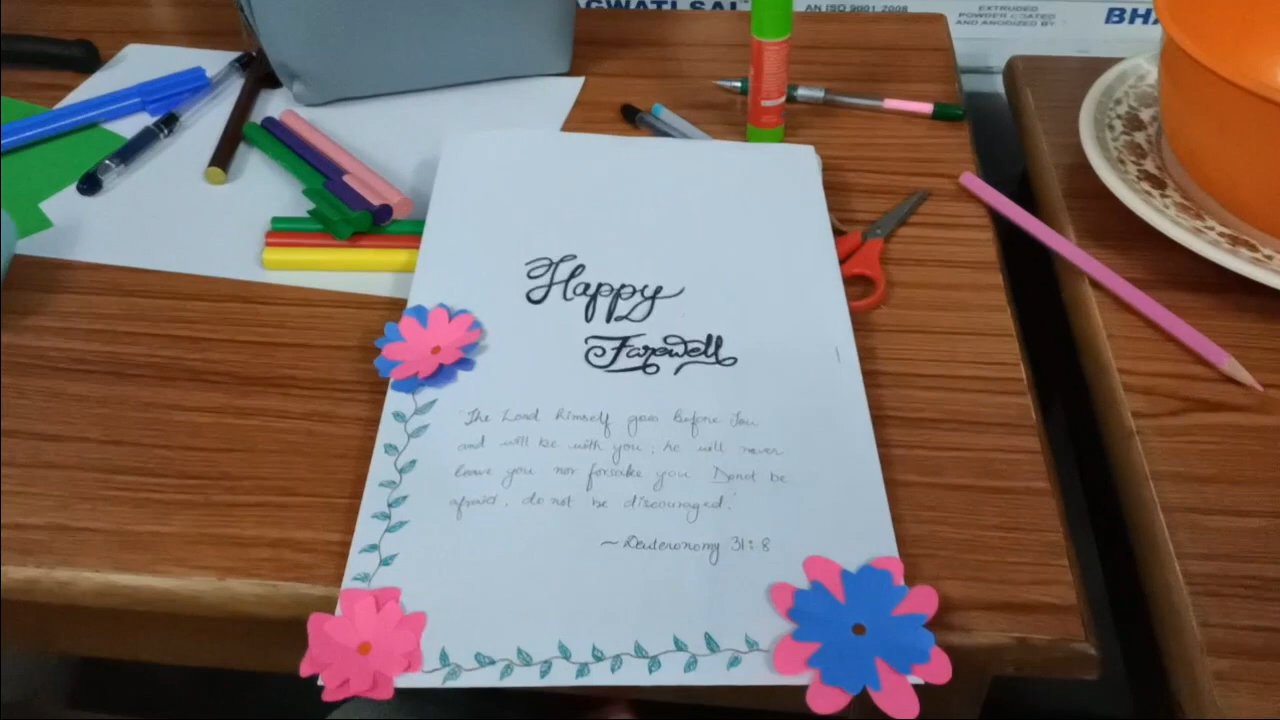 AN ISO 9001 2008
EXTRUDED
POWDER COATED
AND ANODIZED BY
Happy
Farewell
"The Lord himself goes before you
and will be with you; he will never
leave you nor forsake you Donot be
afraid, do not be discouraged."
~ Deuteronomy 31:8